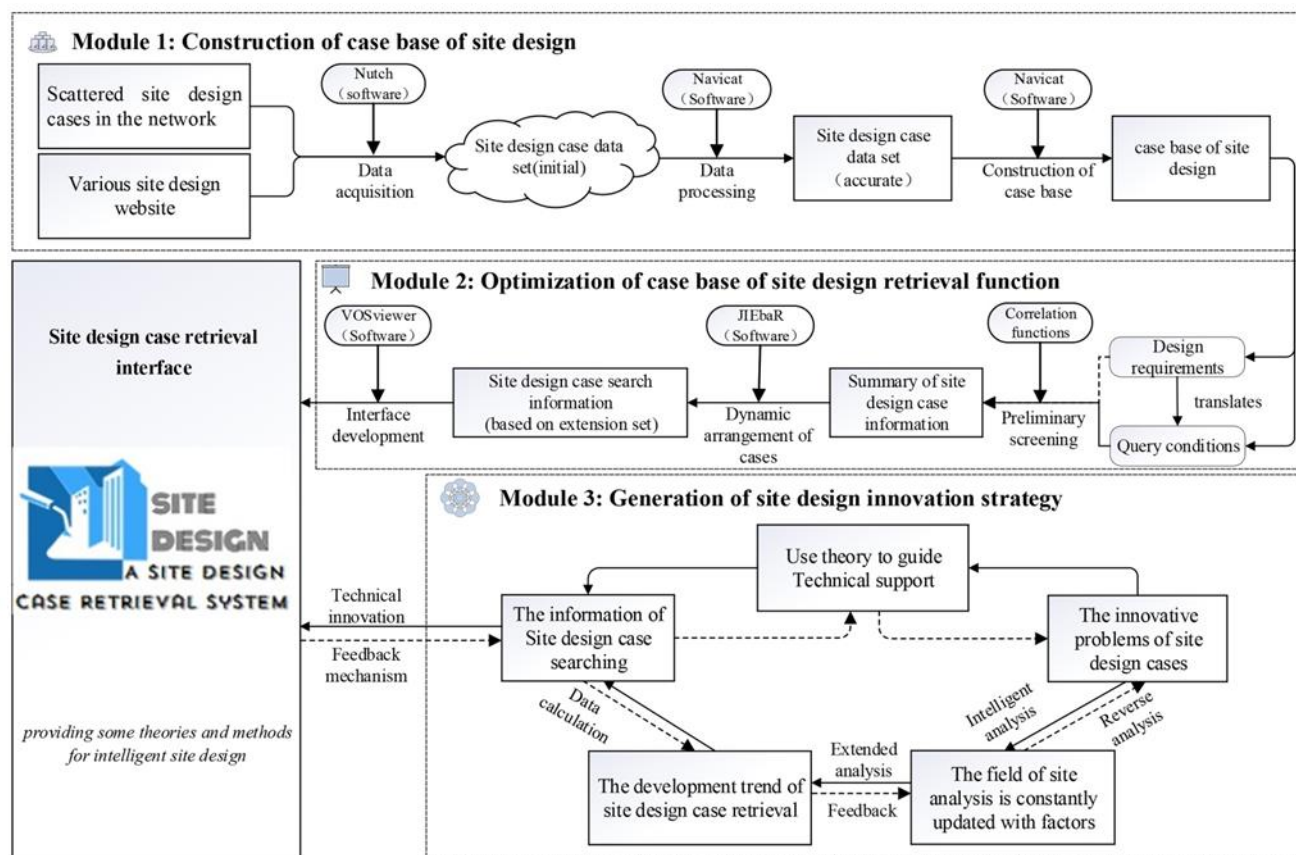 Module 1: Construction of case base of site design
Scattered site design
cases in the network
Various site design
website
Nutch
(software)
Data
acquisition
Site design case data
set(initial)
Navicat
(Software)
Data
processing
Site design case
data set
(accurate)
Navicat
(Software)
Construction of
case base
case base of site
design
Module 2: Optimization of case base of site design retrieval function
VOSviewer
(Software)
Interface
development
Site design case search
information
(based on extension set)
JIEbaR
(Software)
Dynamic
arrangement of
cases
Summary of site
design case
information
Correlation
functions
Preliminary
screening
Design
requirements
translates
Query conditions
Site design case retrieval
interface
SITE
DESIGN
A SITE DESIGN
CASE RETRIEVAL SYSTEM
providing some theories and methods
for intelligent site design
Module 3: Generation of site design innovation strategy
Use theory to guide
Technical support
Technical
innovation
Feedback
mechanism
The information of
Site design case
searching
The innovative
problems of site
design cases
Data
calculation
Intelligent
analysis
Reverse
analysis
The development trend of
site design case retrieval
Extended
analysis
Feedback
The field of site
analysis is constantly
updated with factors